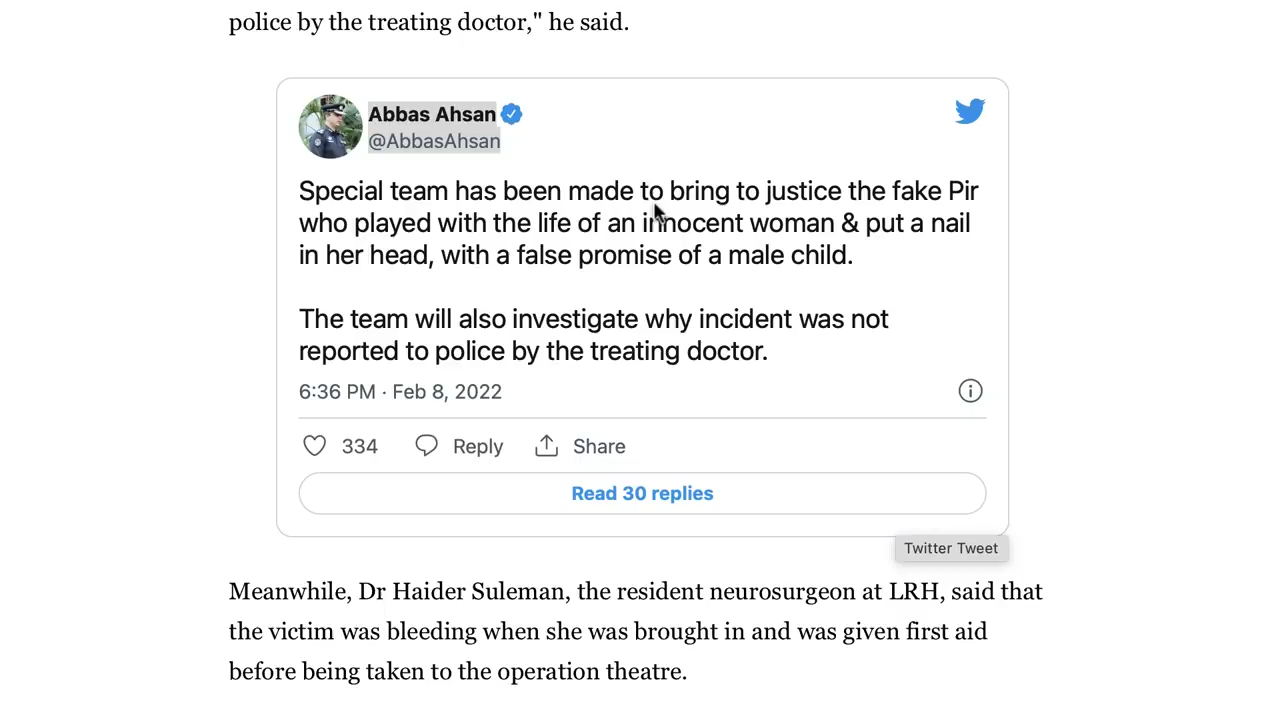 police by the treating doctor," he said.
Abbas Ahsan
@AbbasAhsan
Special team has been made to bring to justice the fake Pir
who played with the life of an innocent woman & put a nail
in her head, with a false promise of a male child.
The team will also investigate why incident was not
reported to police by the treating doctor.
6:36 PM · Feb 8, 2022
334 Reply Share
Read 30 replies
Twitter Tweet
Meanwhile, Dr Haider Suleman, the resident neurosurgeon at LRH, said that
the victim was bleeding when she was brought in and was given first aid
before being taken to the operation theatre.